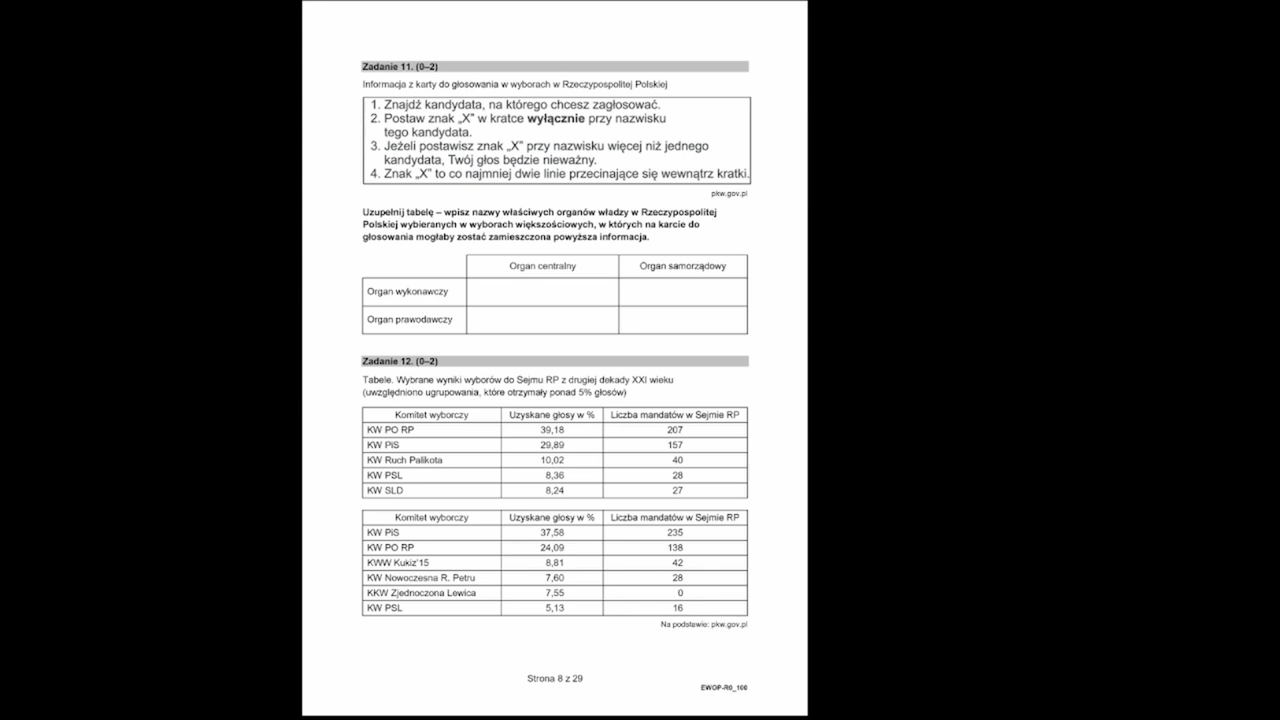 Zadanie 11. (0–2)
Informacja z karty do głosowania w wyborach w Rzeczypospolitej Polskiej
1. Znajdź kandydata, na którego chcesz zagłosować.
2. Postaw znak „X” w kratce wyłącznie przy nazwisku
tego kandydata.
3. Jeżeli postawisz znak „X” przy nazwisku więcej niż jednego
kandydata, Twój głos będzie nieważny.
4. Znak „X” to co najmniej dwie linie przecinające się wewnątrz kratki.
pkw.gov.pl
Uzupełnij tabelę – wpisz nazwy właściwych organów władzy w Rzeczypospolitej
Polskiej wybieranych w wyborach większościowych, w których na karcie do
głosowania mogłaby zostać zamieszczona powyższa informacja.
Organ centralny Organ samorządowy
Organ wykonawczy
Organ prawodawczy
Zadanie 12. (0–2)
Tabele. Wybrane wyniki wyborów do Sejmu RP z drugiej dekady XXI wieku
(uwzględniono ugrupowania, które otrzymały ponad 5% głosów)
Komitet wyborczy Uzyskane głosy w % Liczba mandatów w Sejmie RP
KW PO RP 39,18 207
KW PiS 29,89 157
KW Ruch Palikota 10,02 40
KW PSL 8,36 28
KW SLD 8,24 27
Komitet wyborczy Uzyskane głosy w % Liczba mandatów w Sejmie RP
KW PiS 37,58 235
KW PO RP 24,09 138
KWW Kukiz’15 8,81 42
KW Nowoczesna R. Petru 7,60 28
KKW Zjednoczona Lewica 7,55 0
KW PSL 5,13 16
Na podstawie: pkw.gov.pl
Strona 8 z 29
EWOP-R0_100